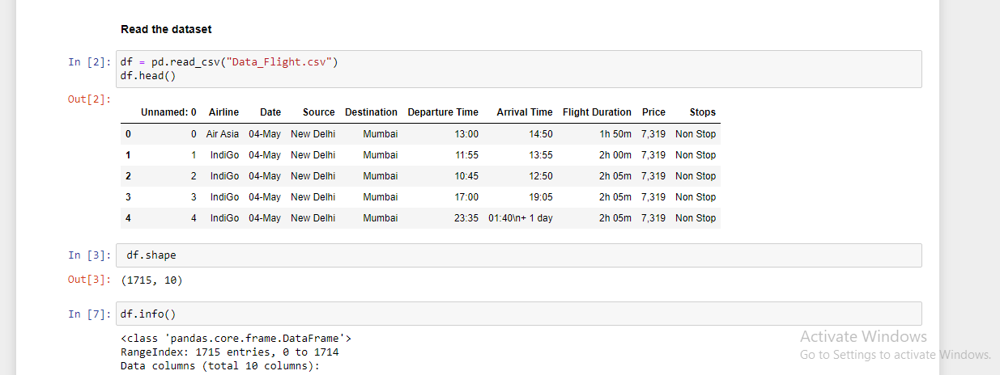 Read the dataset
In [2]: df = pd.read_csv("Data_Flight.csv")
df.head()
Out[2]:
Unnamed: 0 Airline Date Source Destination Departure Time Arrival Time Flight Duration Price Stops
0 0 Air Asia 04-May New Delhi Mumbai 13:00 14:50 1h 50m 7,319 Non Stop
1 1 IndiGo 04-May New Delhi Mumbai 11:55 13:55 2h 00m 7,319 Non Stop
2 2 IndiGo 04-May New Delhi Mumbai 10:45 12:50 2h 05m 7,319 Non Stop
3 3 IndiGo 04-May New Delhi Mumbai 17:00 19:05 2h 05m 7,319 Non Stop
4 4 IndiGo 04-May New Delhi Mumbai 23:35 01:40\n+ 1 day 2h 05m 7,319 Non Stop
In [3]: df.shape
Out[3]: (1715, 10)
In [7]: df.info()
<class 'pandas.core.frame.DataFrame'>
RangeIndex: 1715 entries, 0 to 1714
Data columns (total 10 columns):
Activate Windows
Go to Settings to activate Windows.